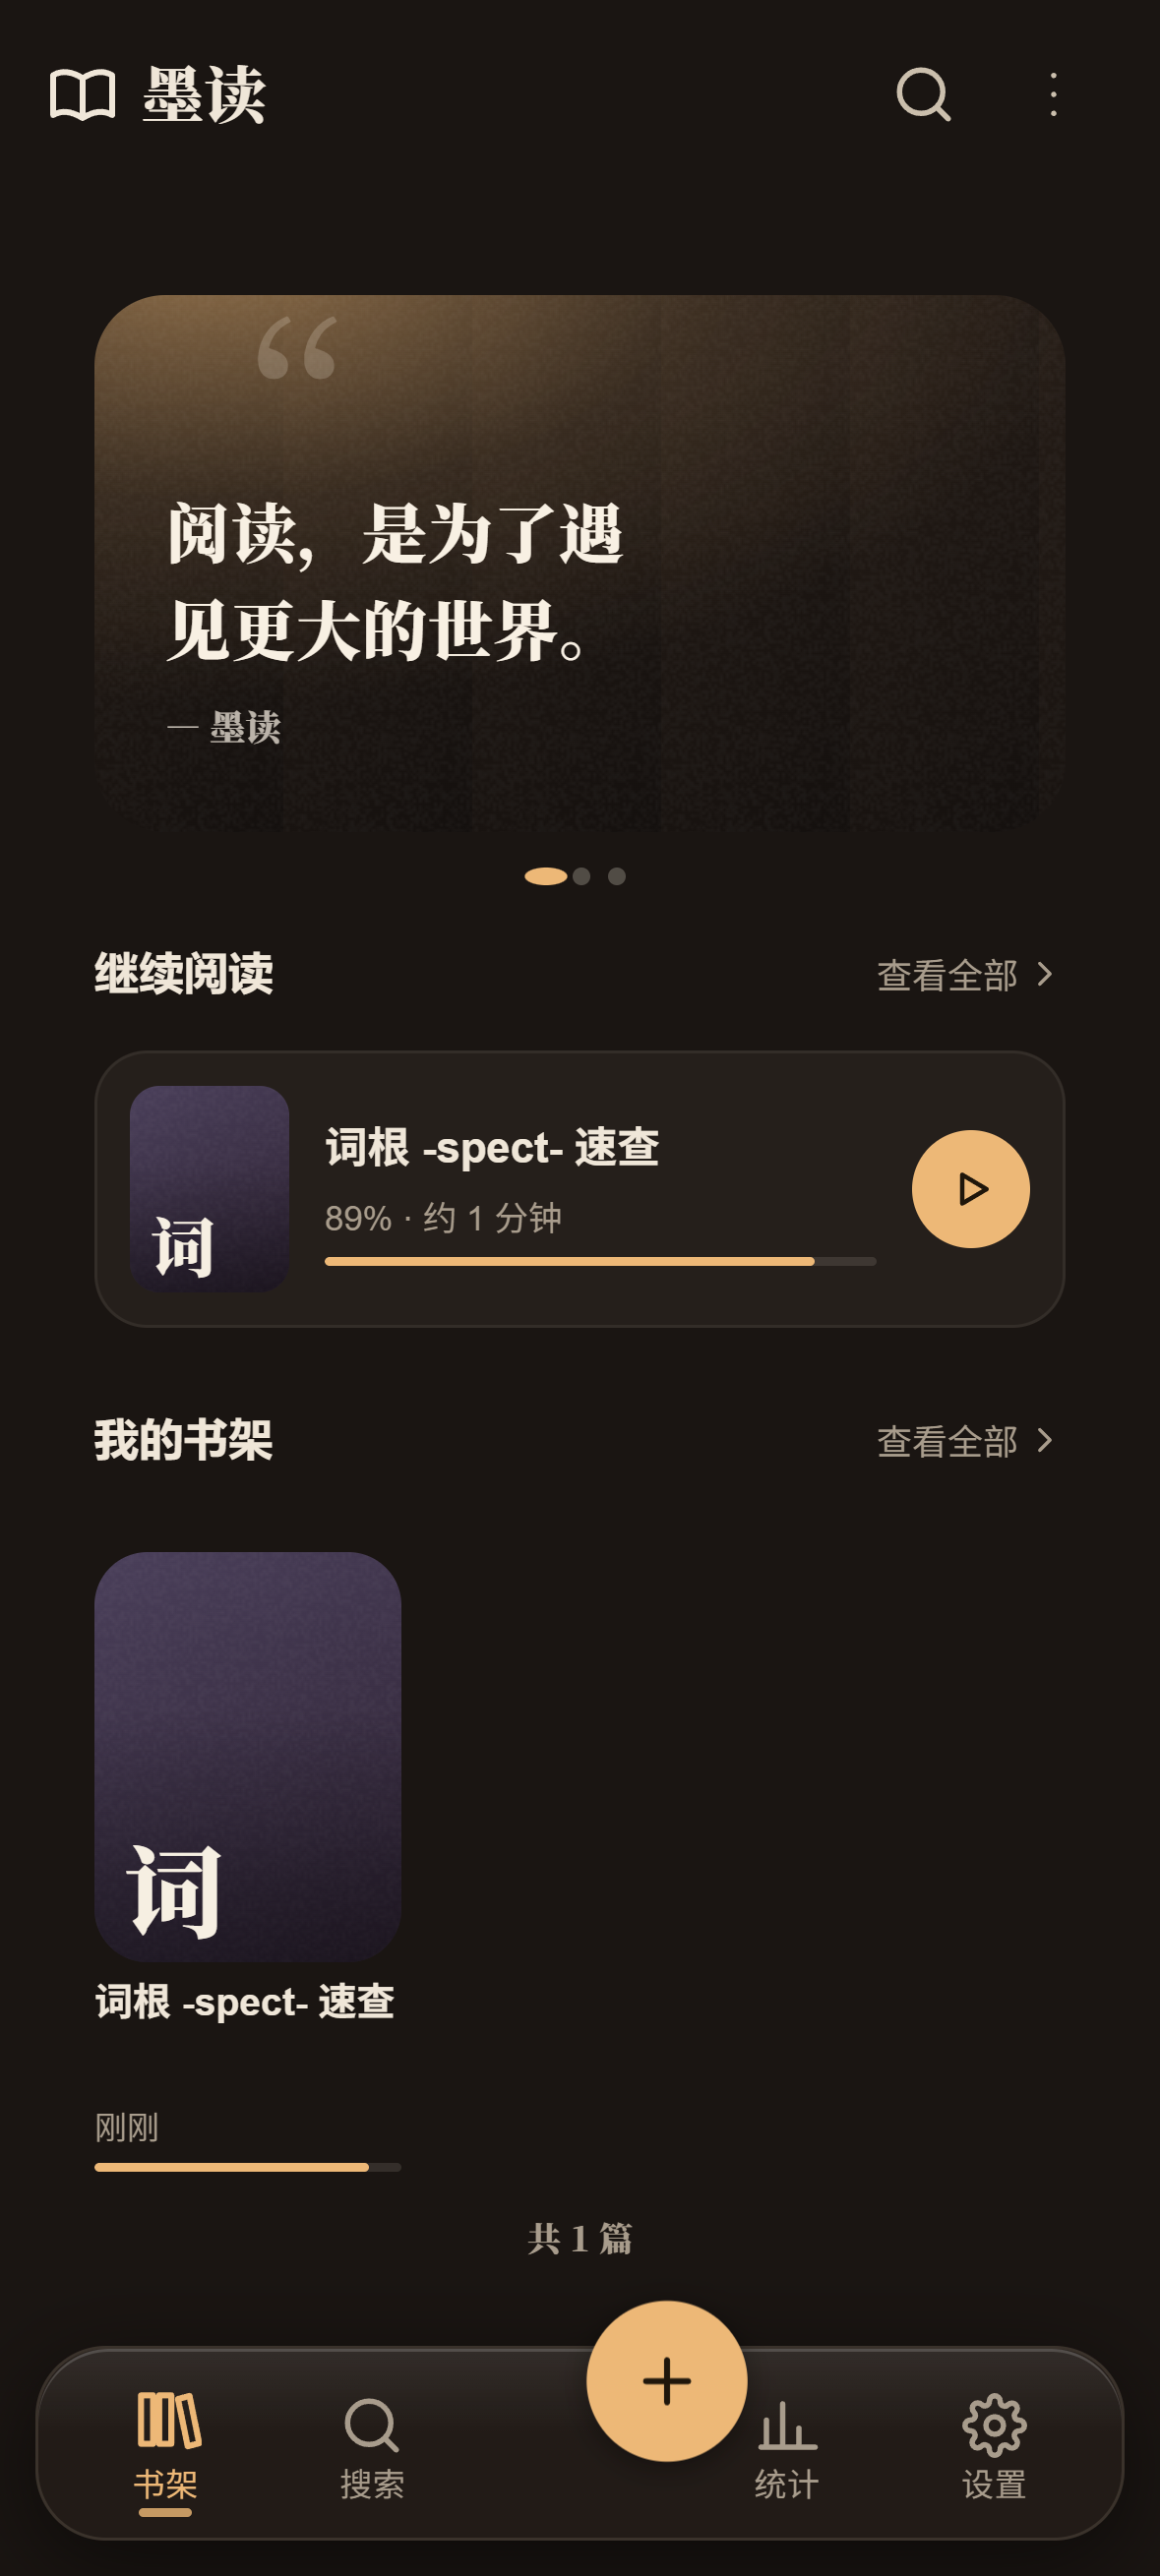 墨读
“
阅读，是为了遇
见更大的世界。
— 墨读
继续阅读
查看全部
词
词根 -spect- 速查
89% · 约 1 分钟
我的书架
查看全部
词
词根 -spect- 速查
刚刚
共 1 篇
书架
搜索
统计
设置